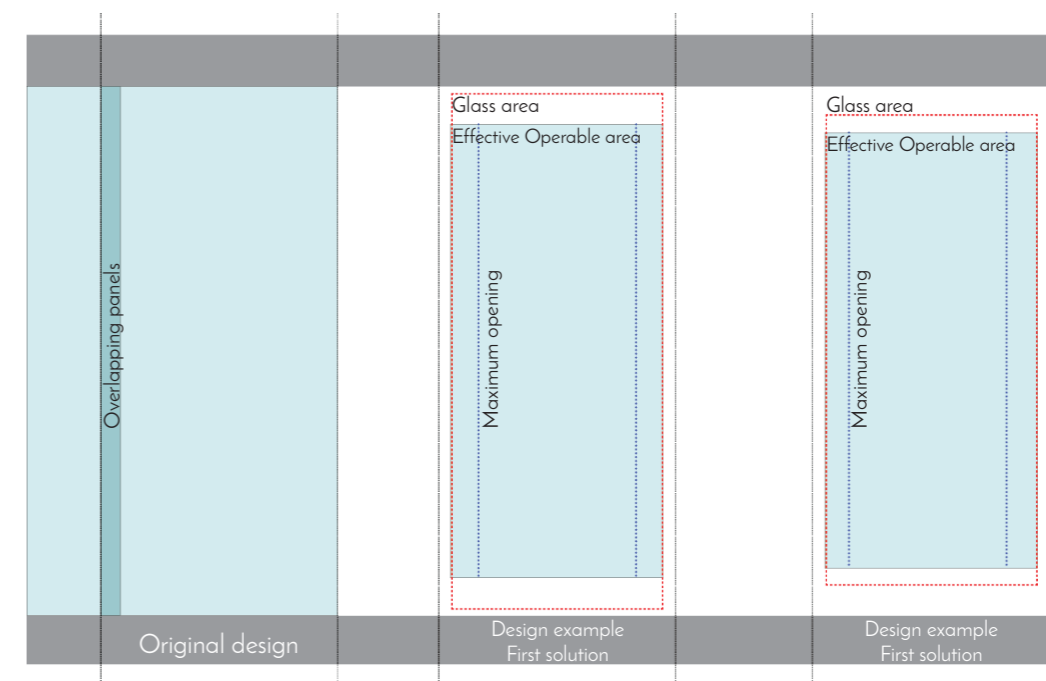 Glass area
Effective Operable area
Glass area
Effective Operable area
Overlapping panels
Maximum opening
Maximum opening
Original design
Design example
First solution
Design example
First solution